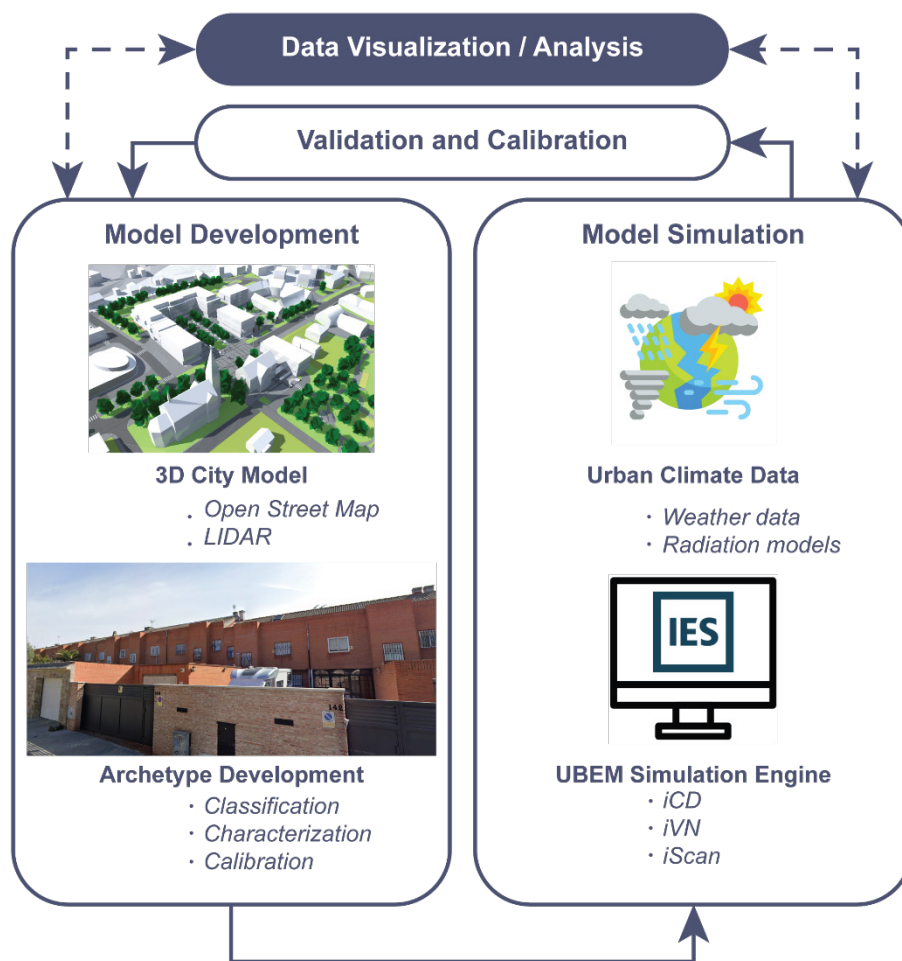 Data Visualization / Analysis
Validation and Calibration
Model Development
3D City Model
. Open Street Map
. LIDAR
142
Archetype Development
· Classification
· Characterization
· Calibration
Model Simulation
Urban Climate Data
· Weather data
· Radiation models
IES
UBEM Simulation Engine
· iCD
· iVN
· iScan